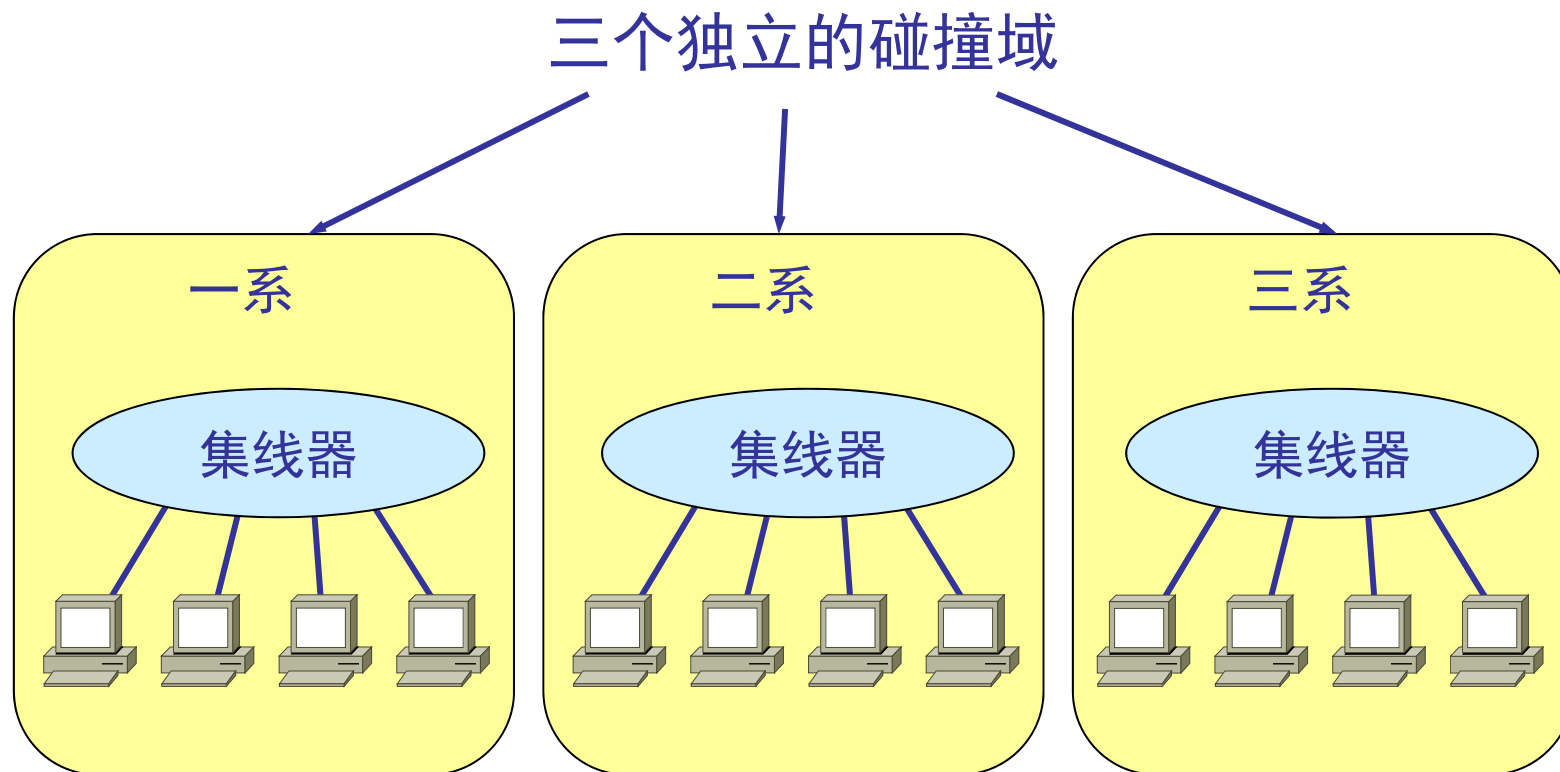 三个独立的碰撞域
一系
二系
三系
集线器
集线器
集线器